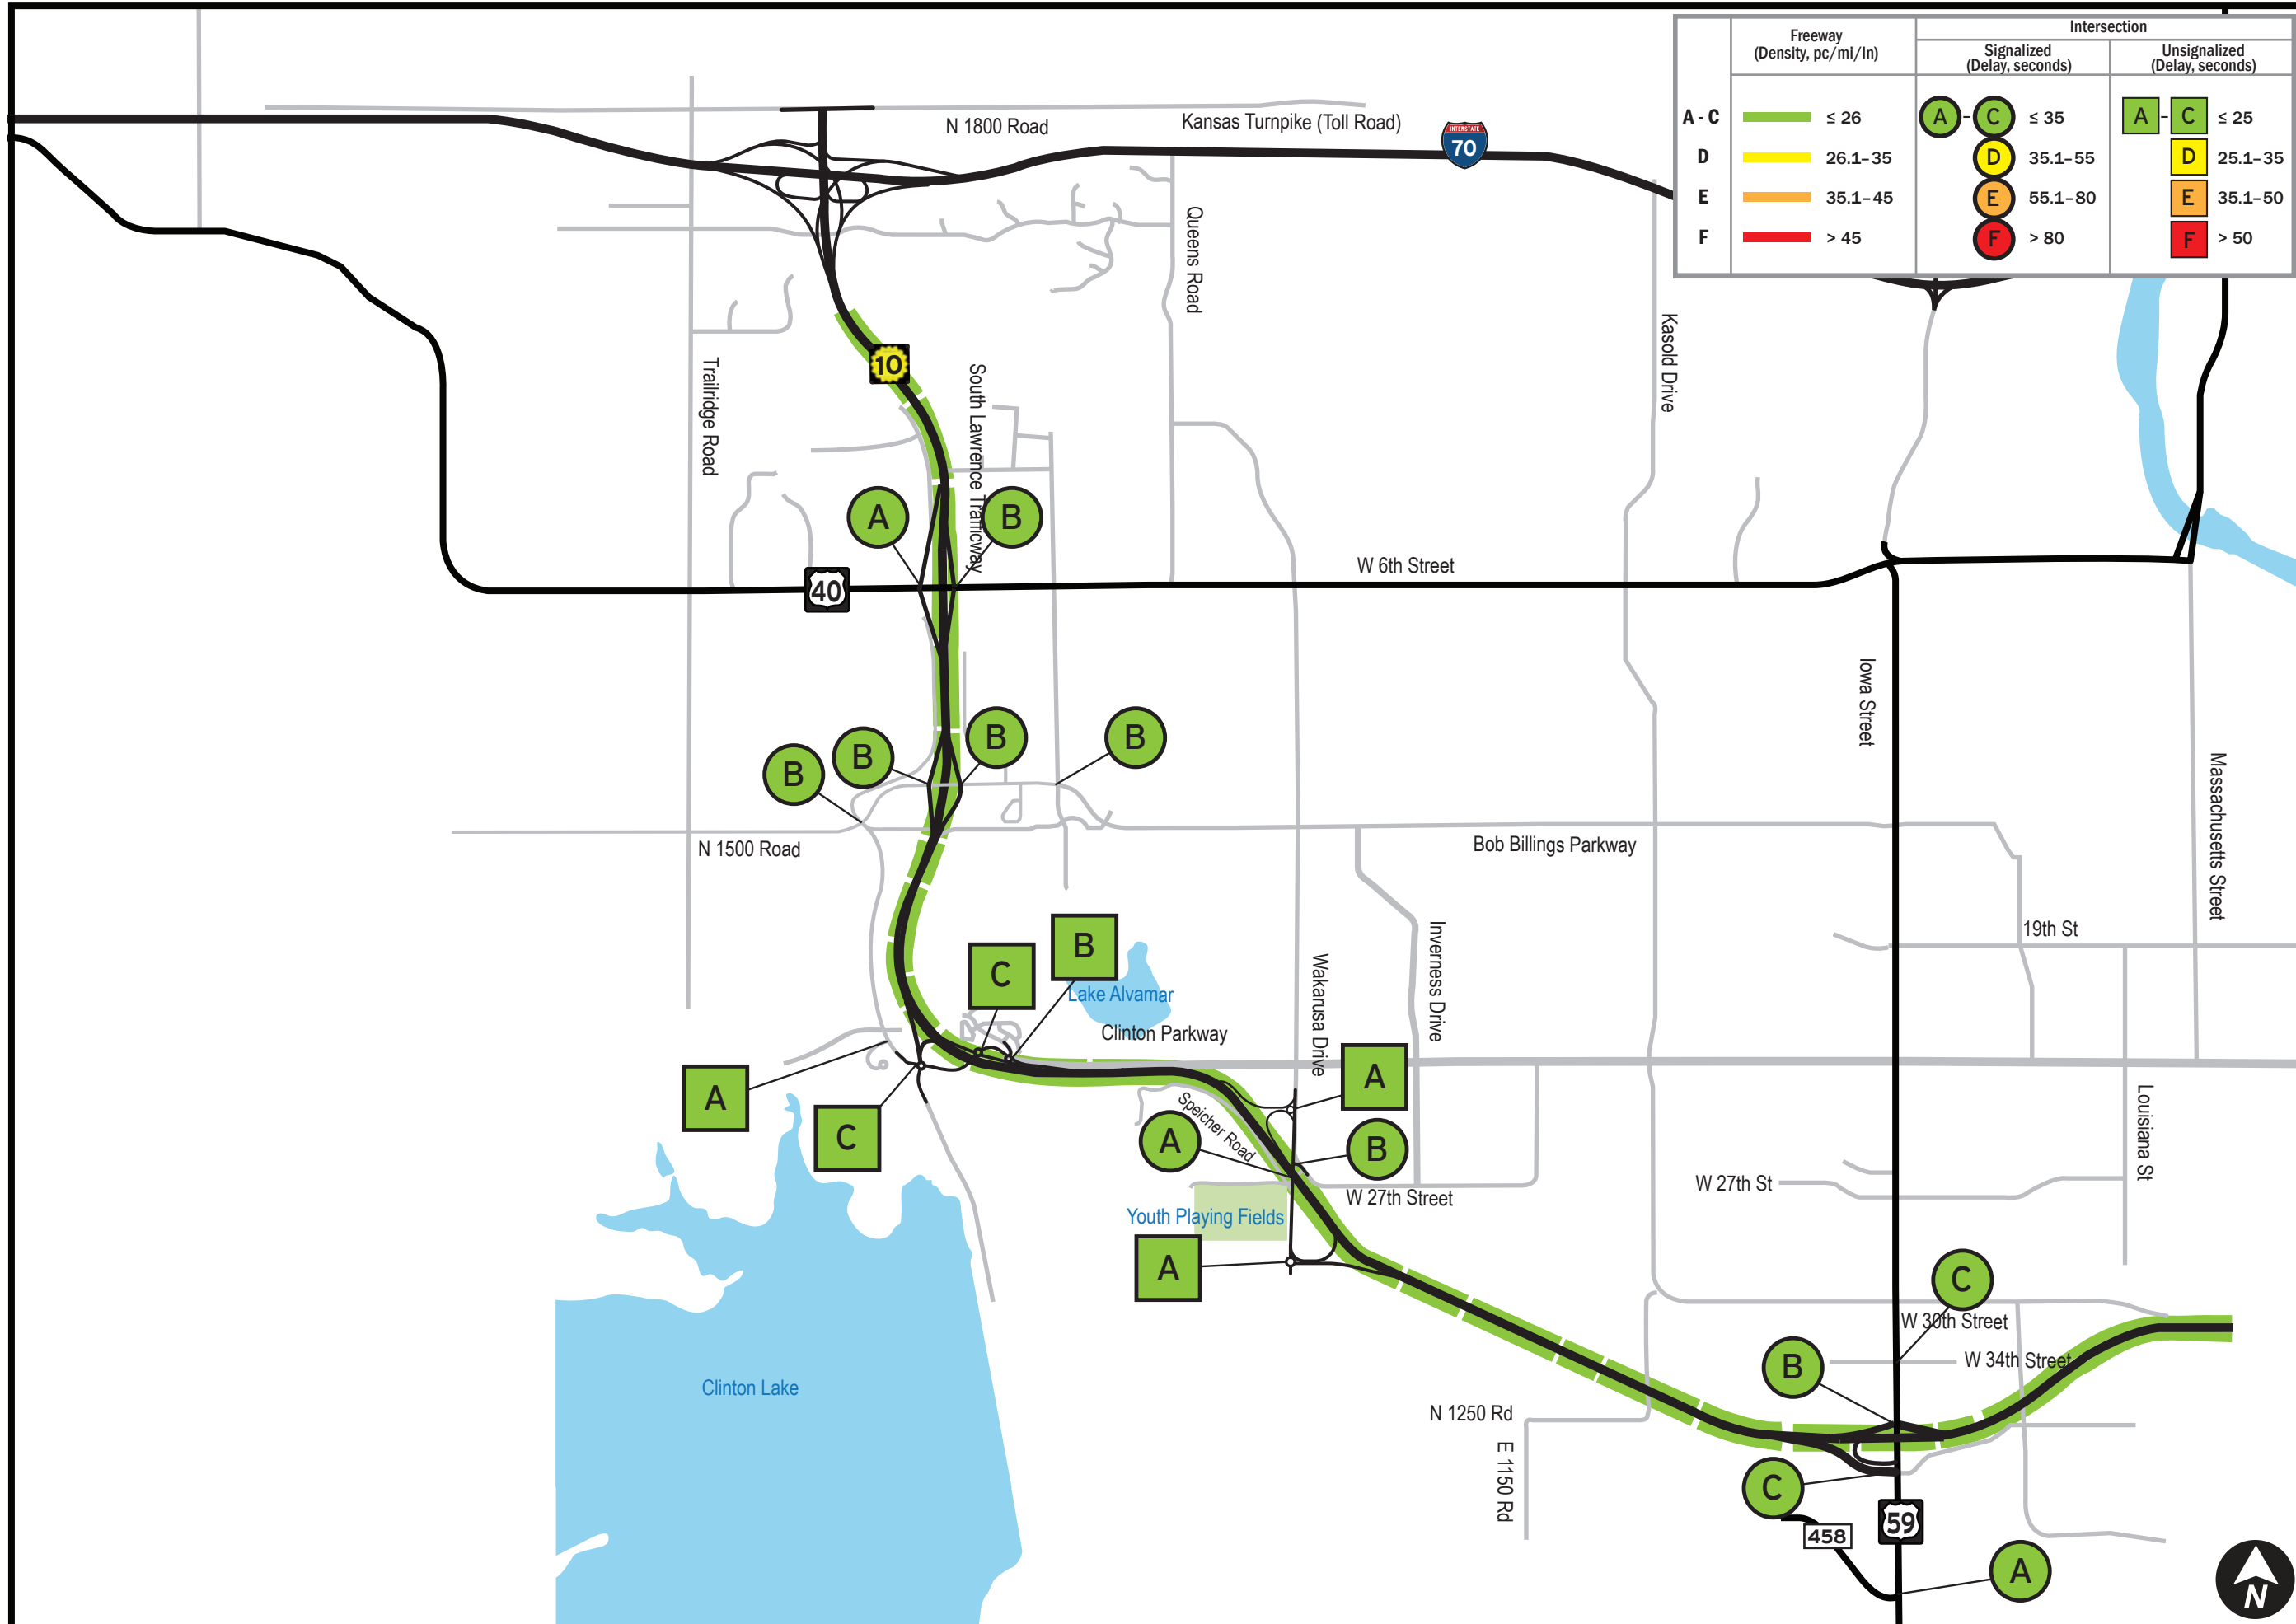 Freeway
(Density, pc/mi/ln)
Intersection
Signalized
(Delay, seconds)
Unsignalized
(Delay, seconds)
A - C ≤ 26 A - C ≤ 35 A - C ≤ 25
D 26.1–35 D 35.1–55 D 25.1–35
E 35.1–45 E 55.1–80 E 35.1–50
F > 45 F > 80 F > 50
N 1800 Road
Kansas Turnpike (Toll Road)
INTERSTATE
70
Queens Road
Kasold Drive
10
Trailridge Road
South Lawrence Trafficway
A
B
W 6th Street
40
Iowa Street
B
B
B
B
N 1500 Road
Bob Billings Parkway
Massachusetts Street
19th St
B
C
Lake Alvamar
Clinton Parkway
Wakarusa Drive
Inverness Drive
A
A
C
Speicher Road
A
B
Louisiana St
W 27th St
W 27th Street
Youth Playing Fields
A
C
W 30th Street
W 34th Street
B
Clinton Lake
N 1250 Rd
E 1150 Rd
C
59
458
A
N